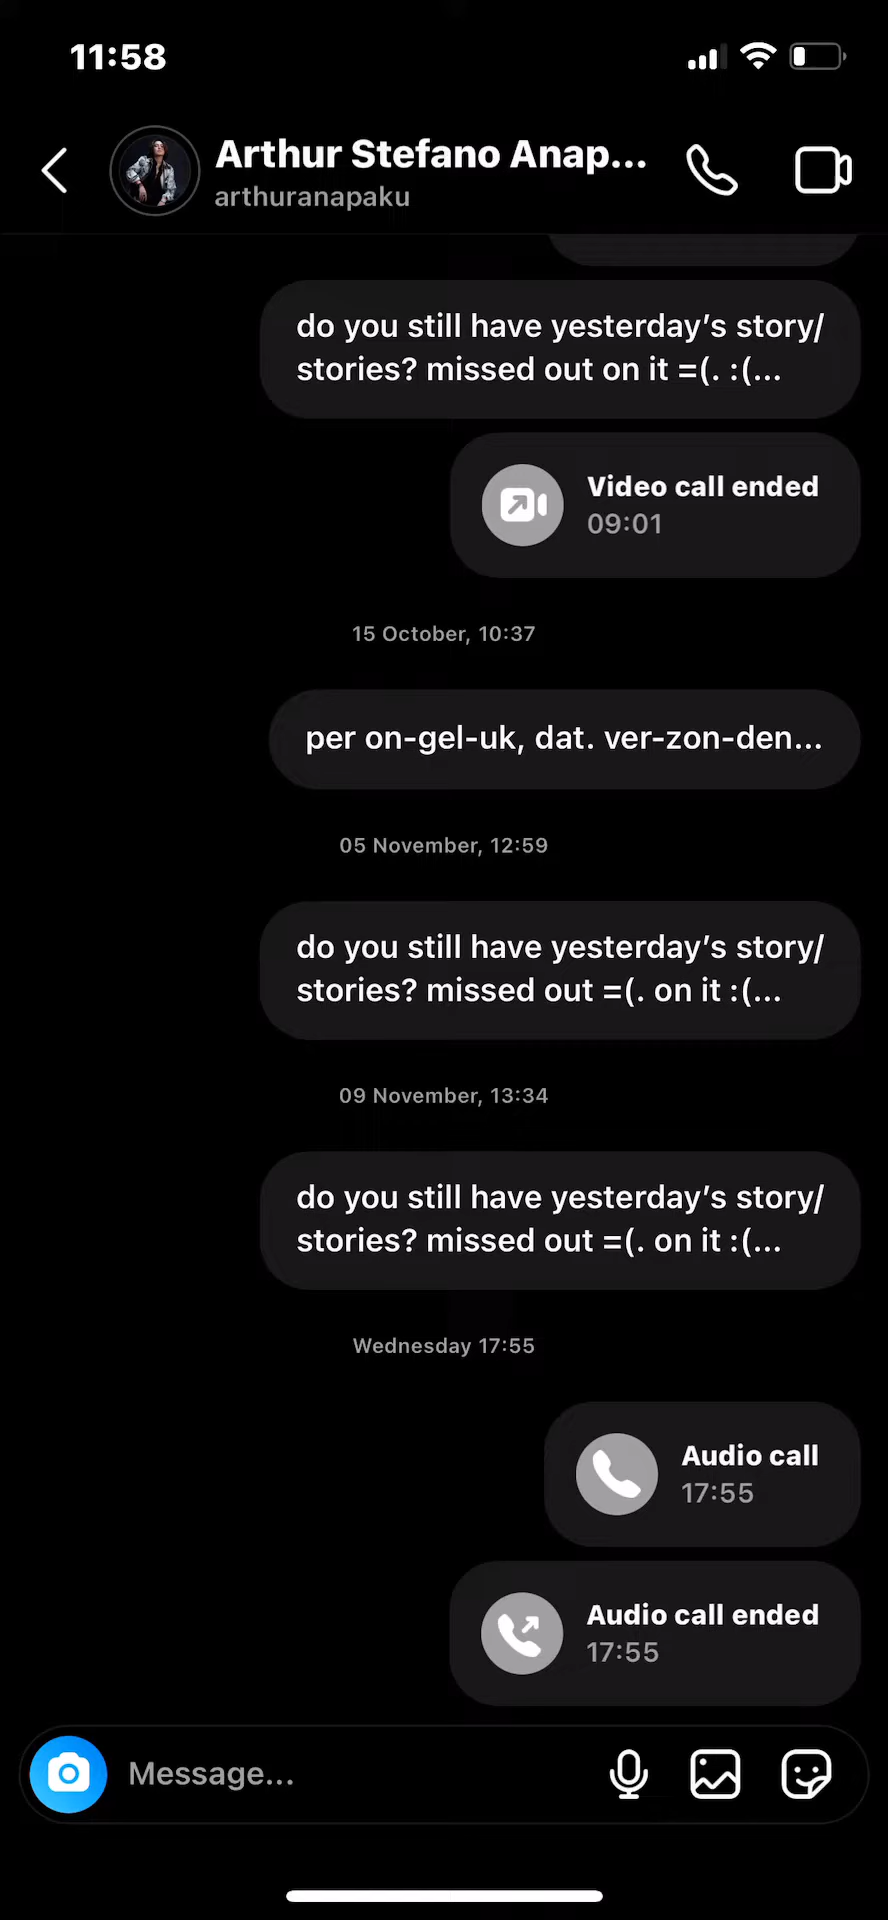 11:58
Arthur Stefano Anap...
arthuranapaku
do you still have yesterday’s story/
stories? missed out on it =(. :(...
Video call ended
09:01
15 October, 10:37
per on-gel-uk, dat. ver-zon-den...
05 November, 12:59
do you still have yesterday’s story/
stories? missed out =(. on it :(...
09 November, 13:34
do you still have yesterday’s story/
stories? missed out =(. on it :(...
Wednesday 17:55
Audio call
17:55
Audio call ended
17:55
Message...